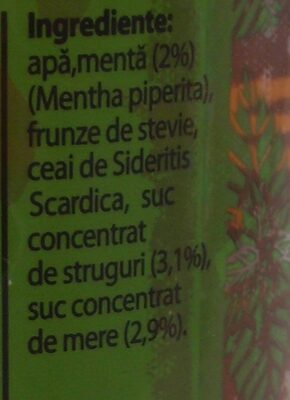 Ingrediente:
apă,mentă (2%)
(Mentha piperita),
frunze de stevie,
ceai de Sideritis
Scardica, suc
concentrat
de struguri (3,1%),
suc concentrat
de mere (2,9%).